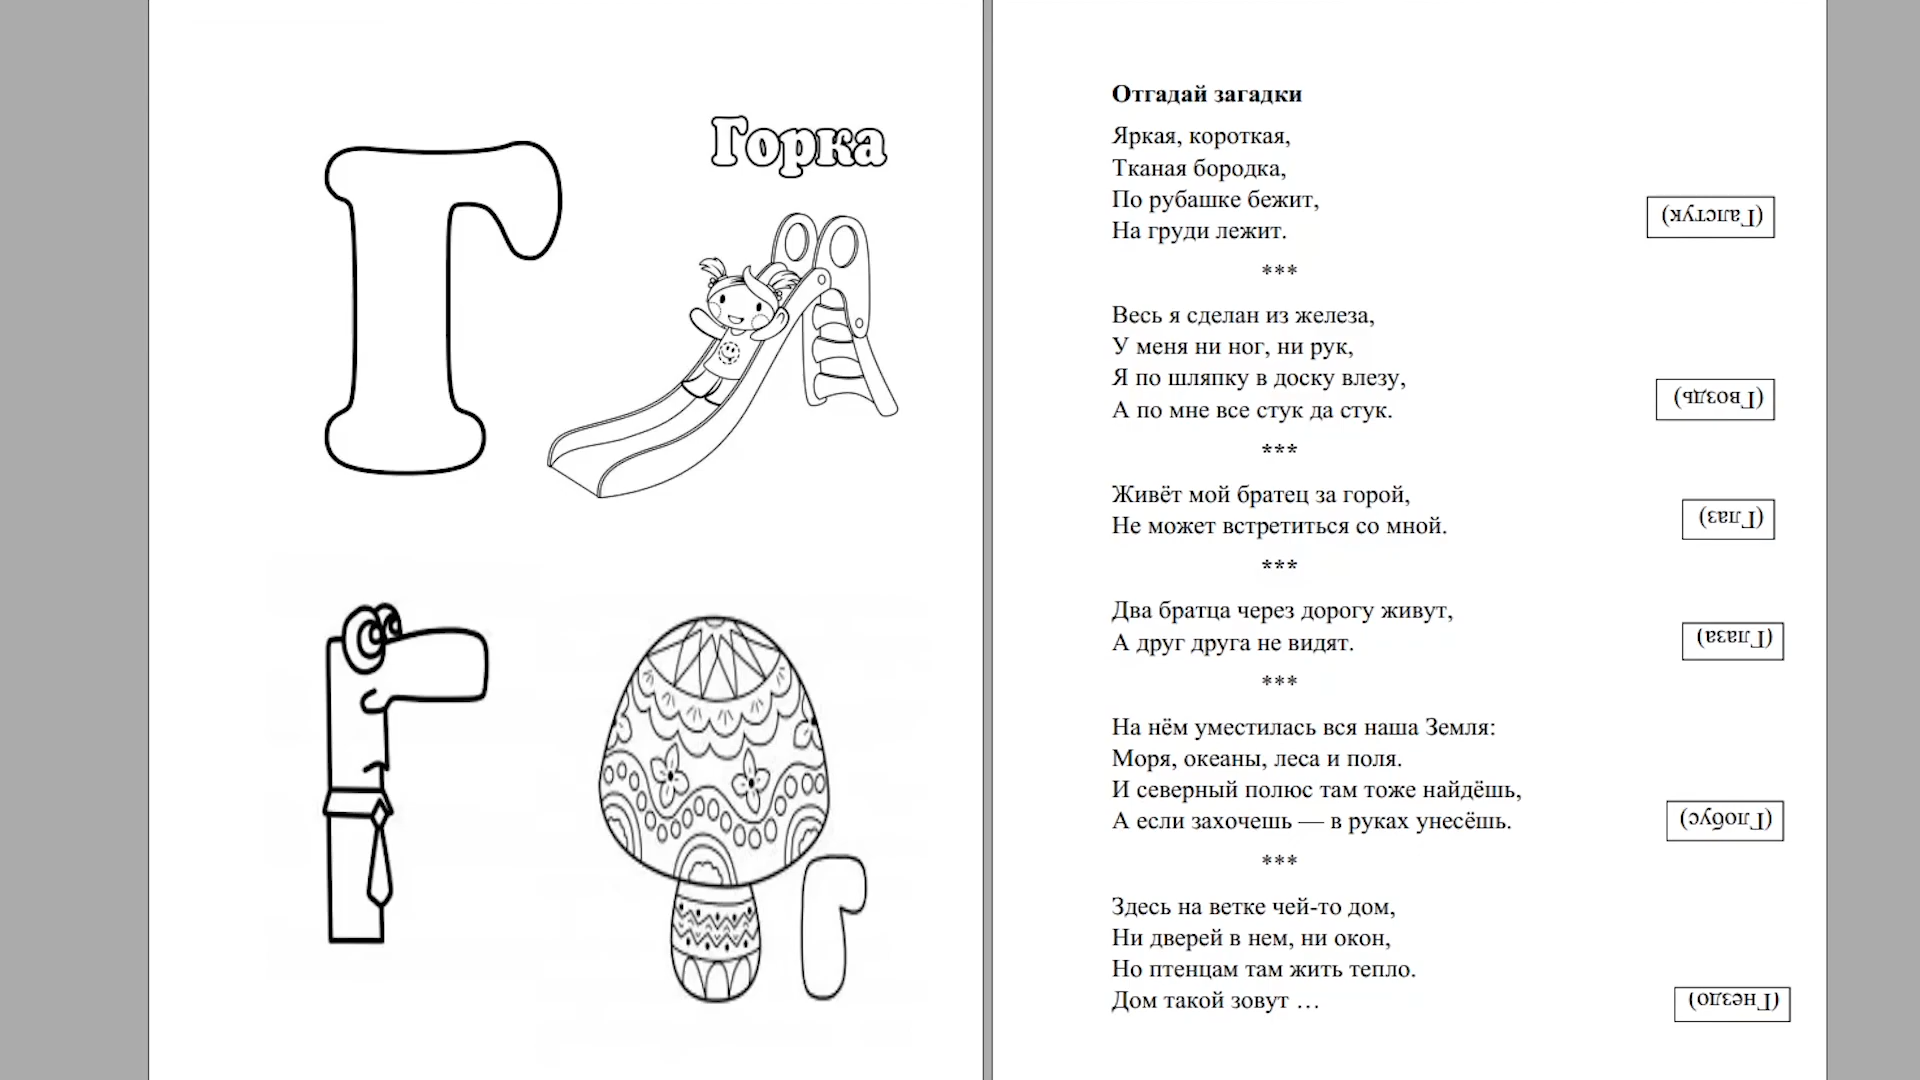 Г
Горка
г
Отгадай загадки
Яркая, короткая,
Тканая бородка,
По рубашке бежит,
На груди лежит.
(Галстук)
***
Весь я сделан из железа,
У меня ни ног, ни рук,
Я по шляпку в доску влезу,
А по мне все стук да стук.
(Гвоздь)
***
Живёт мой братец за горой,
Не может встретиться со мной.
(Глаз)
***
Два братца через дорогу живут,
А друг друга не видят.
(Глаза)
***
На нём уместилась вся наша Земля:
Моря, океаны, леса и поля.
И северный полюс там тоже найдёшь,
А если захочешь — в руках унесёшь.
(Глобус)
***
Здесь на ветке чей-то дом,
Ни дверей в нем, ни окон,
Но птенцам там жить тепло.
Дом такой зовут …
(Гнездо)